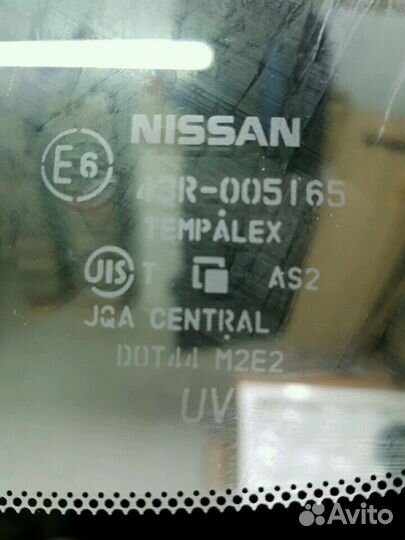 NISSAN
E6 43R-005165
TEMPALEX
JIS T AS2
JQA CENTRAL
DOT44 M2E2
UV
Avito